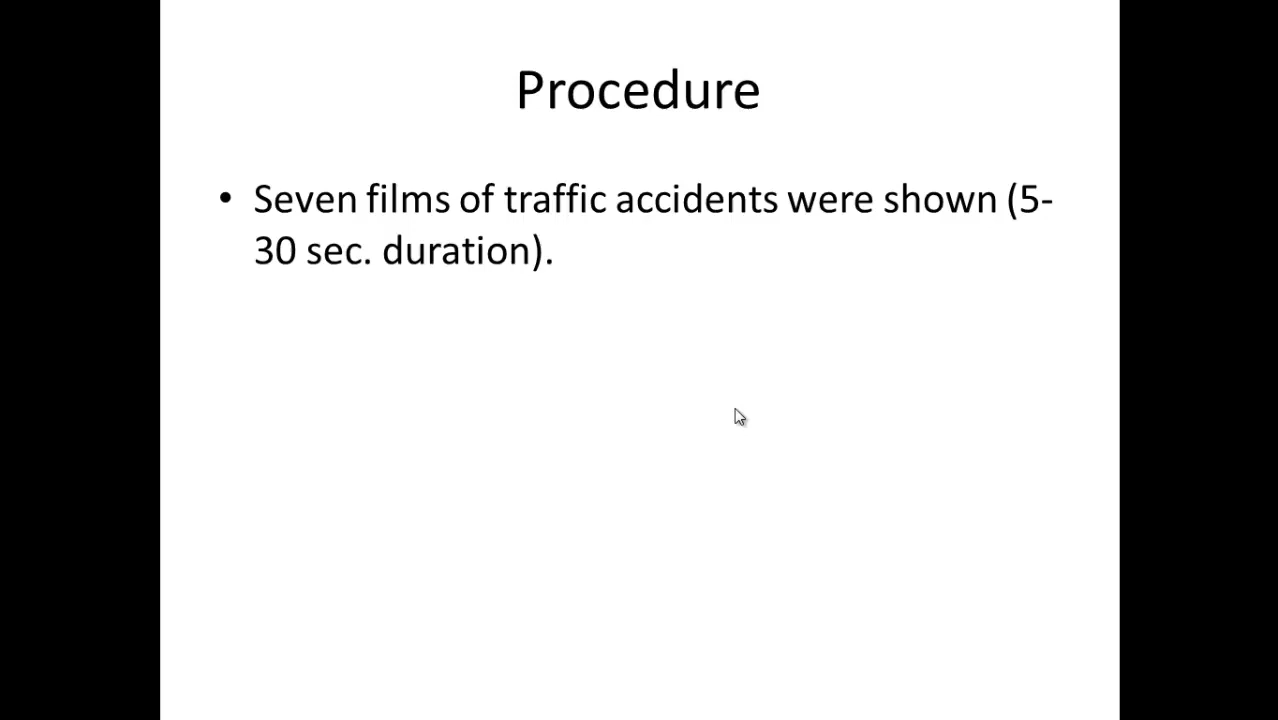 Procedure
• Seven films of traffic accidents were shown (5-
30 sec. duration).